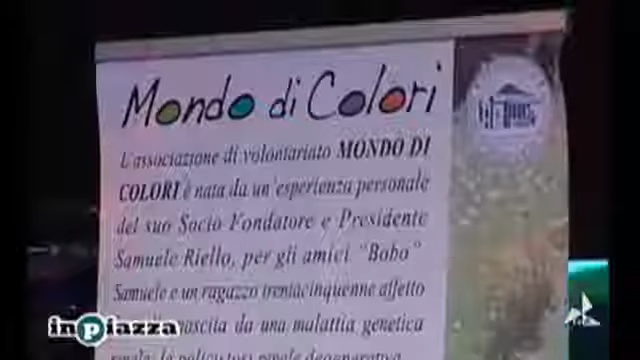 Mondo di Colori
L'associazione di volontariato MONDO DI
COLORI è nata da un'esperienza personale
del suo Socio Fondatore e Presidente
Samuele Riello, per gli amici "Bobo"
Samuele è un ragazzo trentacinquenne affetto
nascita da una malattia genetica
inpiazza